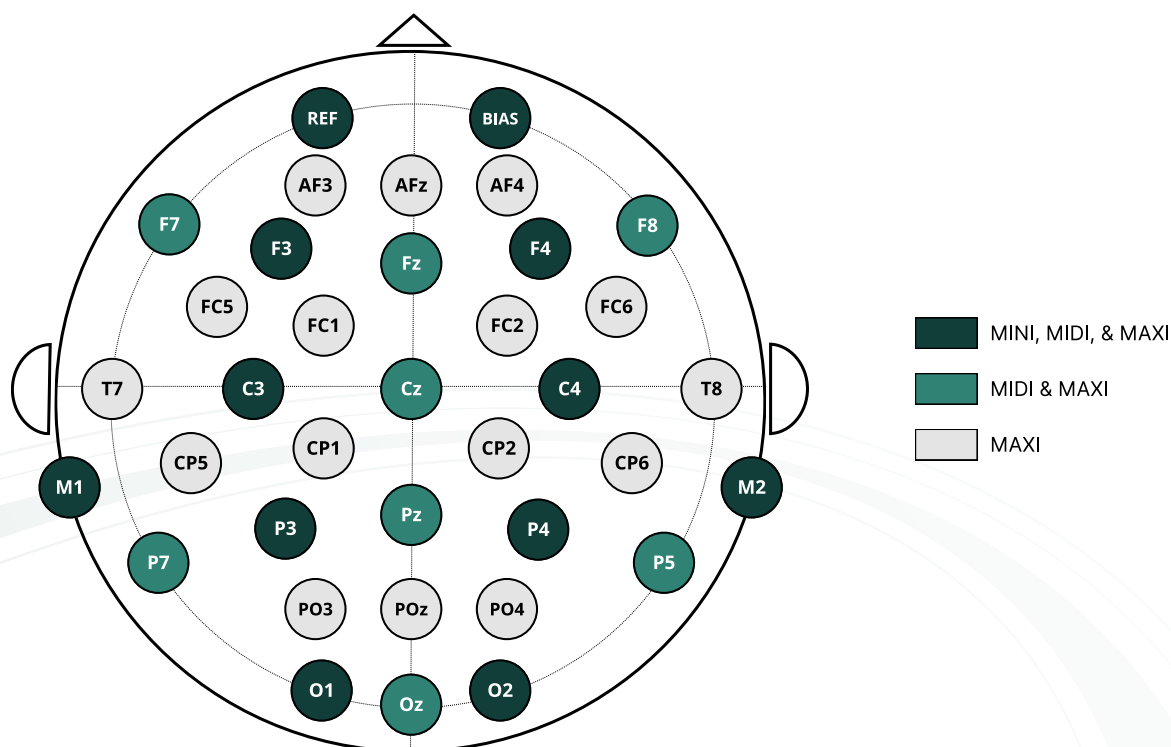 REF
BIAS
AF3
AFz
AF4
F7
F8
F3
F4
Fz
FC5
FC6
FC1
FC2
T7
C3
Cz
C4
T8
CP1
CP2
CP5
CP6
M1
M2
P3
Pz
P4
P7
P5
PO3
POz
PO4
O1
Oz
O2
MINI, MIDI, & MAXI
MIDI & MAXI
MAXI